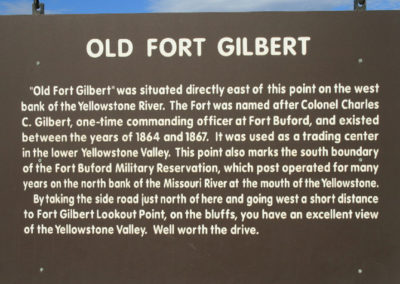 OLD FORT GILBERT
"Old Fort Gilbert" was situated directly east of this point on the west
bank of the Yellowstone River. The Fort was named after Colonel Charles
C. Gilbert, one-time commanding officer at Fort Buford, and existed
between the years of 1864 and 1867. It was used as a trading center
in the lower Yellowstone Valley. This point also marks the south boundary
of the Fort Buford Military Reservation, which post operated for many
years on the north bank of the Missouri River at the mouth of the Yellowstone.
By taking the side road just north of here and going west a short distance
to Fort Gilbert Lookout Point, on the bluffs, you have an excellent view
of the Yellowstone Valley. Well worth the drive.